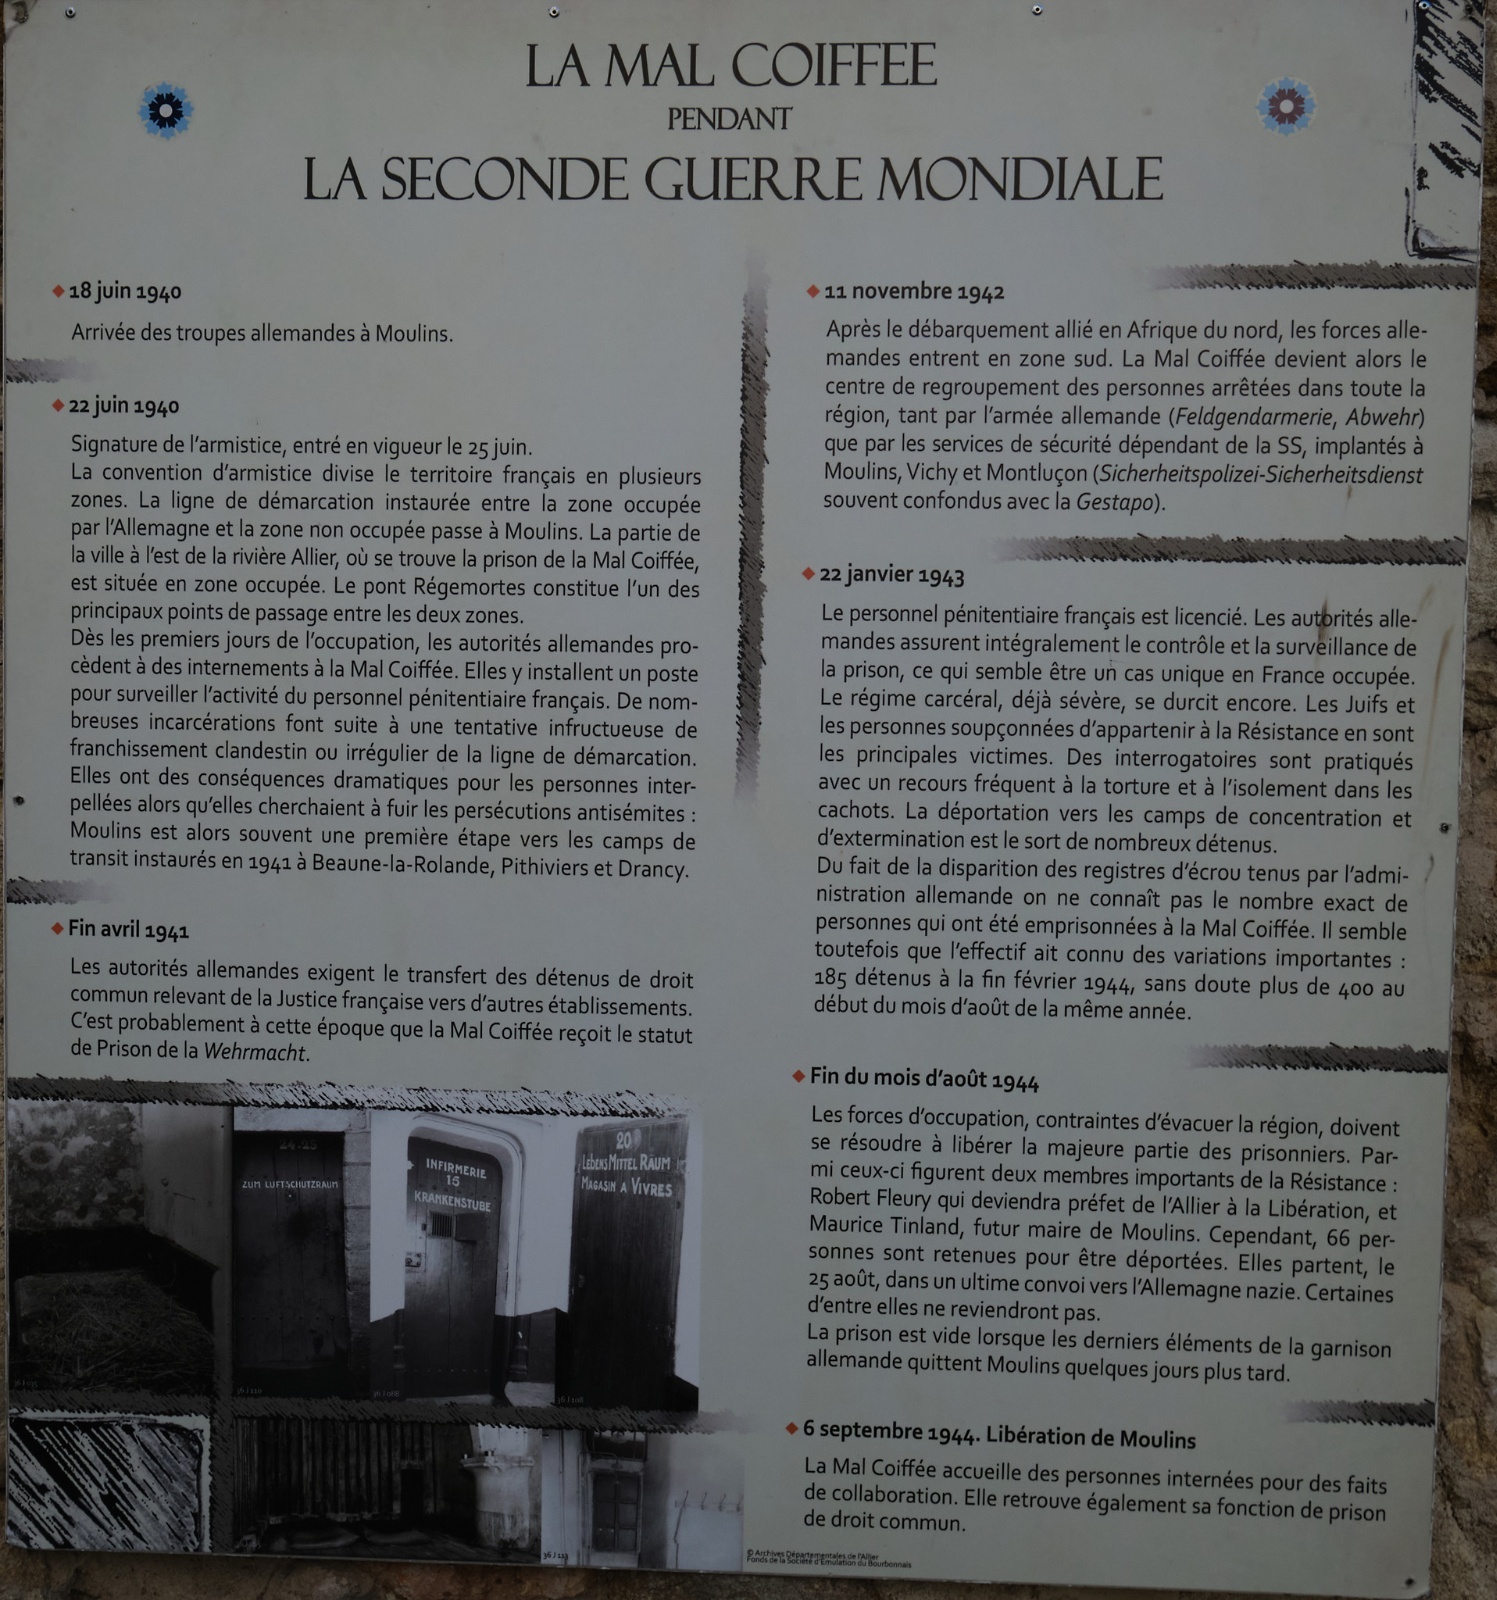 LA MAL COIFFEE
PENDANT
LA SECONDE GUERRE MONDIALE
18 juin 1940
Arrivée des troupes allemandes à Moulins.
22 juin 1940
Signature de l'armistice, entré en vigueur le 25 juin.
La convention d'armistice divise le territoire français en plusieurs
zones. La ligne de démarcation instaurée entre la zone occupée
par l'Allemagne et la zone non occupée passe à Moulins. La partie de
la ville à l'est de la rivière Allier, où se trouve la prison de la Mal Coiffée,
est située en zone occupée. Le pont Régemortes constitue l'un des
principaux points de passage entre les deux zones.
Dès les premiers jours de l'occupation, les autorités allemandes pro-
cèdent à des internements à la Mal Coiffée. Elles y installent un poste
pour surveiller l'activité du personnel pénitentiaire français. De nom-
breuses incarcérations font suite à une tentative infructueuse de
franchissement clandestin ou irrégulier de la ligne de démarcation.
Elles ont des conséquences dramatiques pour les personnes inter-
pellées alors qu'elles cherchaient à fuir les persécutions antisémites :
Moulins est alors souvent une première étape vers les camps de
transit instaurés en 1941 à Beaune-la-Rolande, Pithiviers et Drancy.
Fin avril 1941
Les autorités allemandes exigent le transfert des détenus de droit
commun relevant de la Justice française vers d'autres établissements.
C'est probablement à cette époque que la Mal Coiffée reçoit le statut
de Prison de la Wehrmacht.
24.25
ZUM LUFTSCHUTZRAUM
INFIRMERIE
15
KRANKENSTUBE
20
LEBENSMITTEL RAUM
MAGASIN A VIVRES
36 J 115
36 J 110
36 J 108
36 J 113
11 novembre 1942
Après le débarquement allié en Afrique du nord, les forces alle-
mandes entrent en zone sud. La Mal Coiffée devient alors le
centre de regroupement des personnes arrêtées dans toute la
région, tant par l'armée allemande (Feldgendarmerie, Abwehr)
que par les services de sécurité dépendant de la SS, implantés à
Moulins, Vichy et Montluçon (Sicherheitspolizei-Sicherheitsdienst
souvent confondus avec la Gestapo).
22 janvier 1943
Le personnel pénitentiaire français est licencié. Les autorités alle-
mandes assurent intégralement le contrôle et la surveillance de
la prison, ce qui semble être un cas unique en France occupée.
Le régime carcéral, déjà sévère, se durcit encore. Les Juifs et
les personnes soupçonnées d'appartenir à la Résistance en sont
les principales victimes. Des interrogatoires sont pratiqués
avec un recours fréquent à la torture et à l'isolement dans les
cachots. La déportation vers les camps de concentration et
d'extermination est le sort de nombreux détenus.
Du fait de la disparition des registres d'écrou tenus par l'admi-
nistration allemande on ne connaît pas le nombre exact de
personnes qui ont été emprisonnées à la Mal Coiffée. Il semble
toutefois que l'effectif ait connu des variations importantes :
185 détenus à la fin février 1944, sans doute plus de 400 au
début du mois d'août de la même année.
Fin du mois d'août 1944
Les forces d'occupation, contraintes d'évacuer la région, doivent
se résoudre à libérer la majeure partie des prisonniers. Par-
mi ceux-ci figurent deux membres importants de la Résistance :
Robert Fleury qui deviendra préfet de l'Allier à la Libération, et
Maurice Tinland, futur maire de Moulins. Cependant, 66 per-
sonnes sont retenues pour être déportées. Elles partent, le
25 août, dans un ultime convoi vers l'Allemagne nazie. Certaines
d'entre elles ne reviendront pas.
La prison est vide lorsque les derniers éléments de la garnison
allemande quittent Moulins quelques jours plus tard.
6 septembre 1944. Libération de Moulins
La Mal Coiffée accueille des personnes internées pour des faits
de collaboration. Elle retrouve également sa fonction de prison
de droit commun.
© Archives Départementales de l'Allier
Fonds de la Société d'Emulation du Bourbonnais